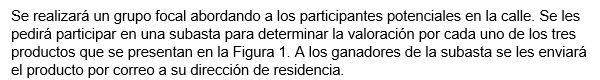 Se realizará un grupo focal abordando a los participantes potenciales en la calle. Se les
pedirá participar en una subasta para determinar la valoración por cada uno de los tres
productos que se presentan en la Figura 1. A los ganadores de la subasta se les enviará
el producto por correo a su dirección de residencia.